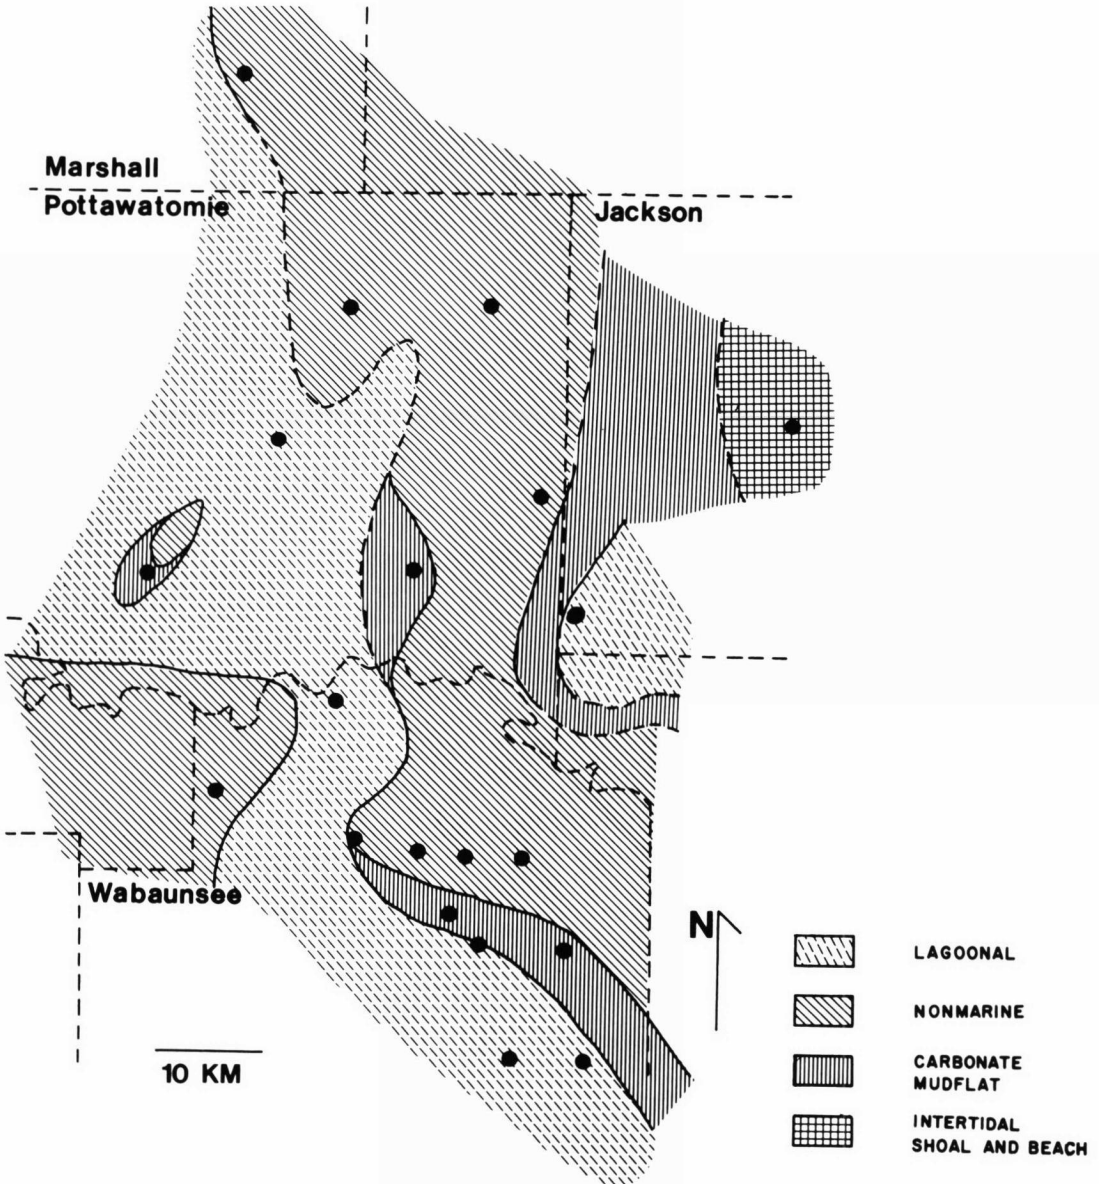 Marshall
Pottawatomie
Jackson
Wabaunsee
N
10 KM
LAGOONAL
NONMARINE
CARBONATE
MUDFLAT
INTERTIDAL
SHOAL AND BEACH